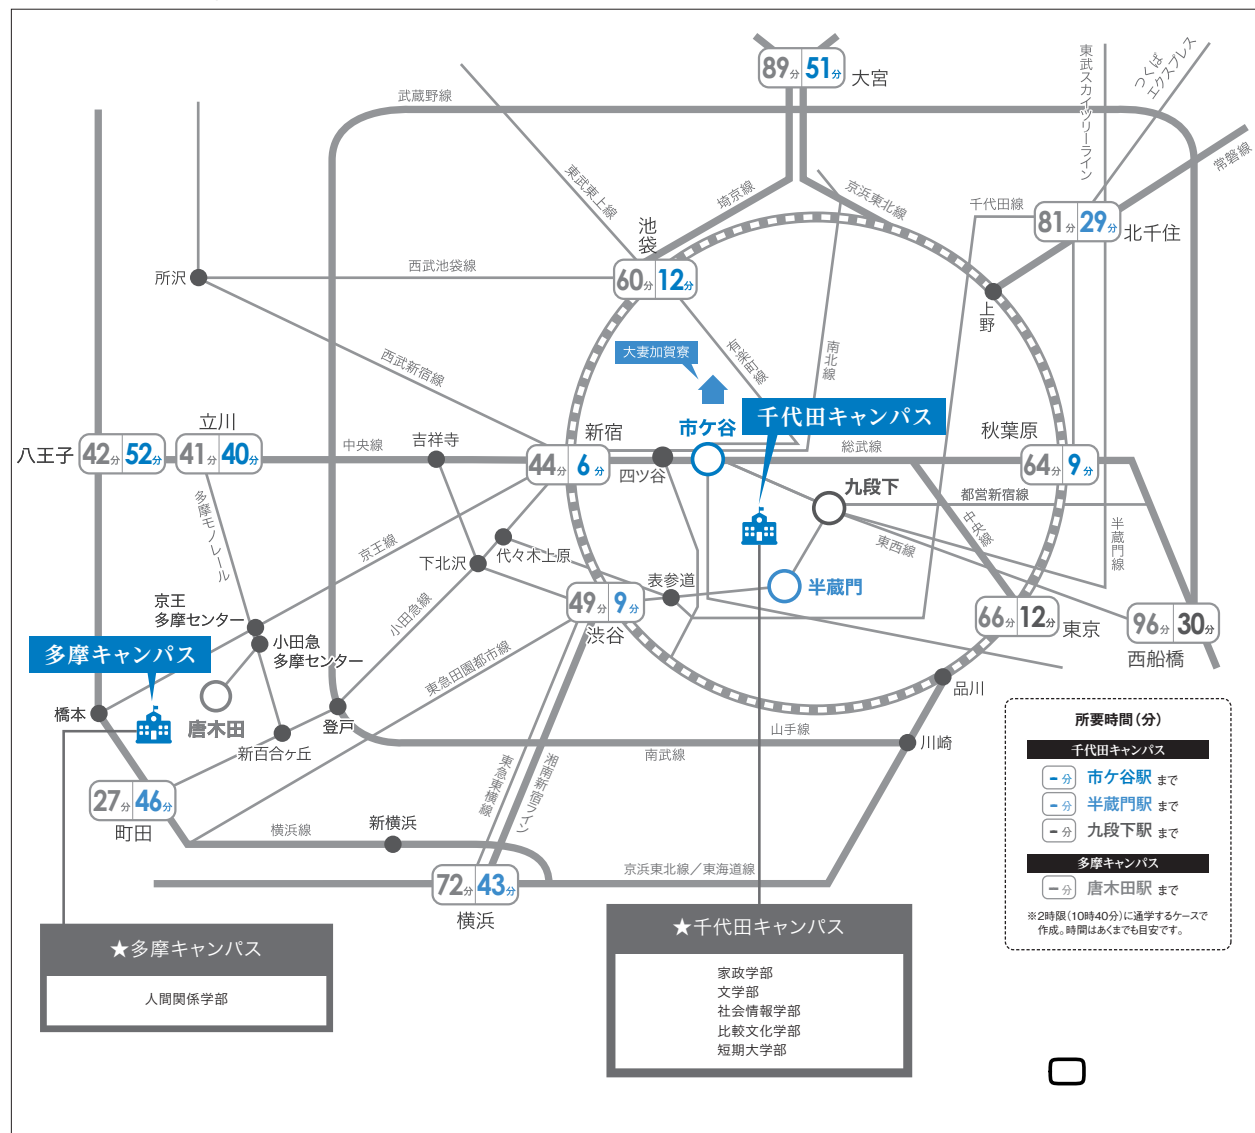 89分 51分 大宮
武蔵野線
東武東上線
埼京線
京浜東北線
東武スカイツリーライン
つくば
エクスプレス
常磐線
千代田線
81分 29分 北千住
池袋
60分 12分
所沢
西武池袋線
西武新宿線
有楽町線
南北線
上野
大妻加賀寮
市ケ谷
千代田キャンパス
立川
八王子 42分 52分
41分 40分
中央線
吉祥寺
新宿
44分 6分
四ツ谷
総武線
秋葉原
64分 9分
九段下
都営新宿線
東西線
中央線
半蔵門線
多摩モノレール
京王線
下北沢
代々木上原
小田急線
表参道
半蔵門
49分 9分
渋谷
66分 12分 東京
96分 30分
西船橋
京王
多摩センター
小田急
多摩センター
多摩キャンパス
唐木田
橋本
新百合ヶ丘
登戸
東急田園都市線
品川
山手線
川崎
南武線
東急東横線
湘南新宿ライン
27分 46分
町田
横浜線
新横浜
72分 43分
横浜
京浜東北線／東海道線
所要時間(分)
千代田キャンパス
-分 市ケ谷駅 まで
-分 半蔵門駅 まで
-分 九段下駅 まで
多摩キャンパス
-分 唐木田駅 まで
※2時限(10時40分)に通学するケースで
作成。時間はあくまでも目安です。
★多摩キャンパス
人間関係学部
★千代田キャンパス
家政学部
文学部
社会情報学部
比較文化学部
短期大学部